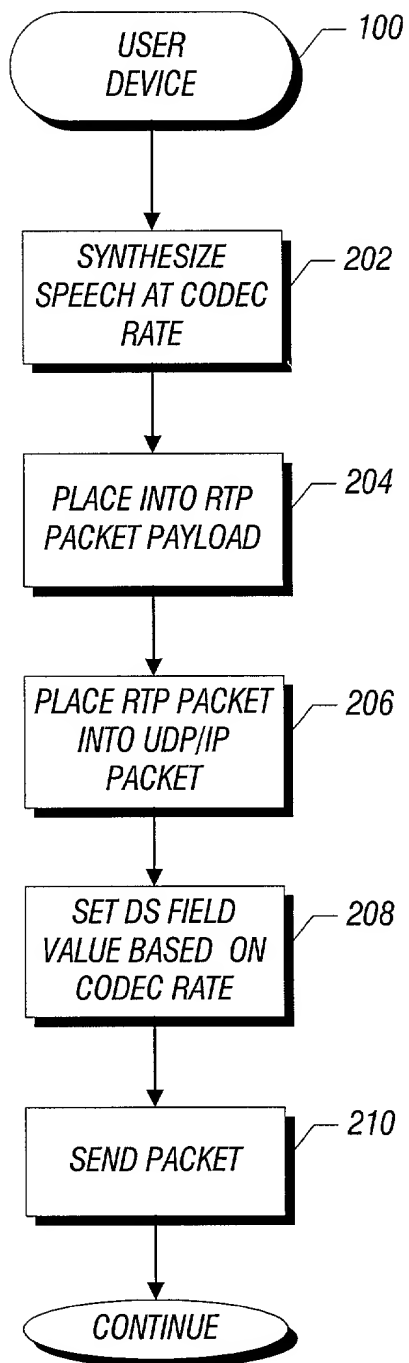 USER
DEVICE
100
SYNTHESIZE
SPEECH AT CODEC
RATE
202
PLACE INTO RTP
PACKET PAYLOAD
204
PLACE RTP PACKET
INTO UDP/IP
PACKET
206
SET DS FIELD
VALUE BASED ON
CODEC RATE
208
SEND PACKET
210
CONTINUE